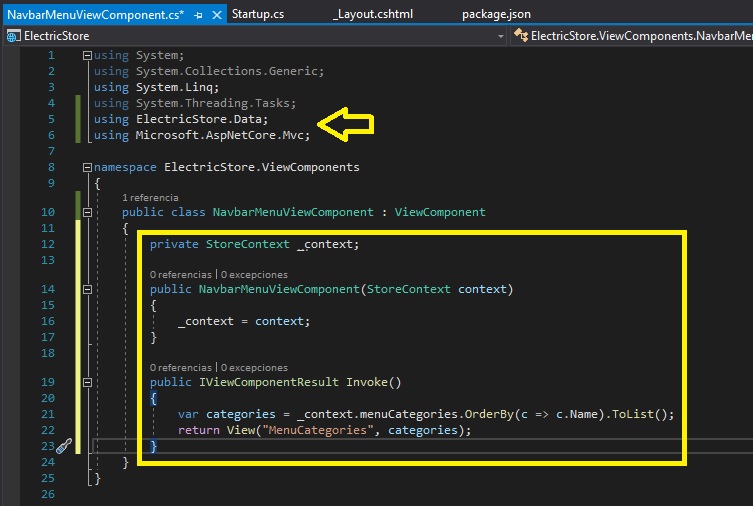 NavbarMenuViewComponent.cs* Startup.cs _Layout.cshtml package.json
ElectricStore ElectricStore.ViewComponents.NavbarM
1 using System;
2 using System.Collections.Generic;
3 using System.Linq;
4 using System.Threading.Tasks;
5 using ElectricStore.Data;
6 using Microsoft.AspNetCore.Mvc;
7
8 namespace ElectricStore.ViewComponents
9 {
1 referencia
10 public class NavbarMenuViewComponent : ViewComponent
11 {
12 private StoreContext _context;
13
0 referencias | 0 excepciones
14 public NavbarMenuViewComponent(StoreContext context)
15 {
16 _context = context;
17 }
18
0 referencias | 0 excepciones
19 public IViewComponentResult Invoke()
20 {
21 var categories = _context.menuCategories.OrderBy(c => c.Name).ToList();
22 return View("MenuCategories", categories);
23 }
24 }
25 }
26